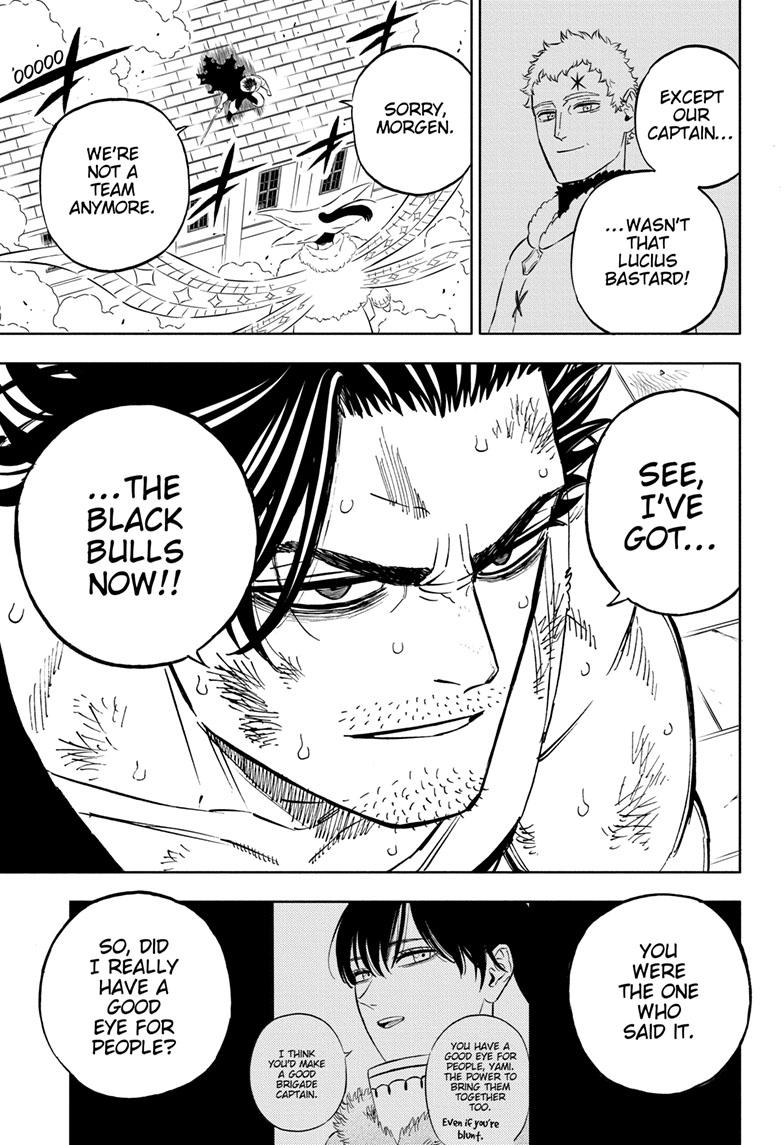 EXCEPT
OUR
CAPTAIN...
...WASN'T
THAT
LUCIUS
BASTARD!
SORRY,
MORGEN.
WE'RE
NOT A
TEAM
ANYMORE.
OOOOO
SEE,
I'VE
GOT...
...THE
BLACK
BULLS
NOW!!
YOU
WERE
THE ONE
WHO
SAID IT.
YOU HAVE A
GOOD EYE FOR
PEOPLE, YAMI.
THE POWER TO
BRING THEM
TOGETHER
TOO.
Even if you're
blunt.
I THINK
YOU'D MAKE
A GOOD
BRIGADE
CAPTAIN.
SO, DID
I REALLY
HAVE A
GOOD
EYE FOR
PEOPLE?